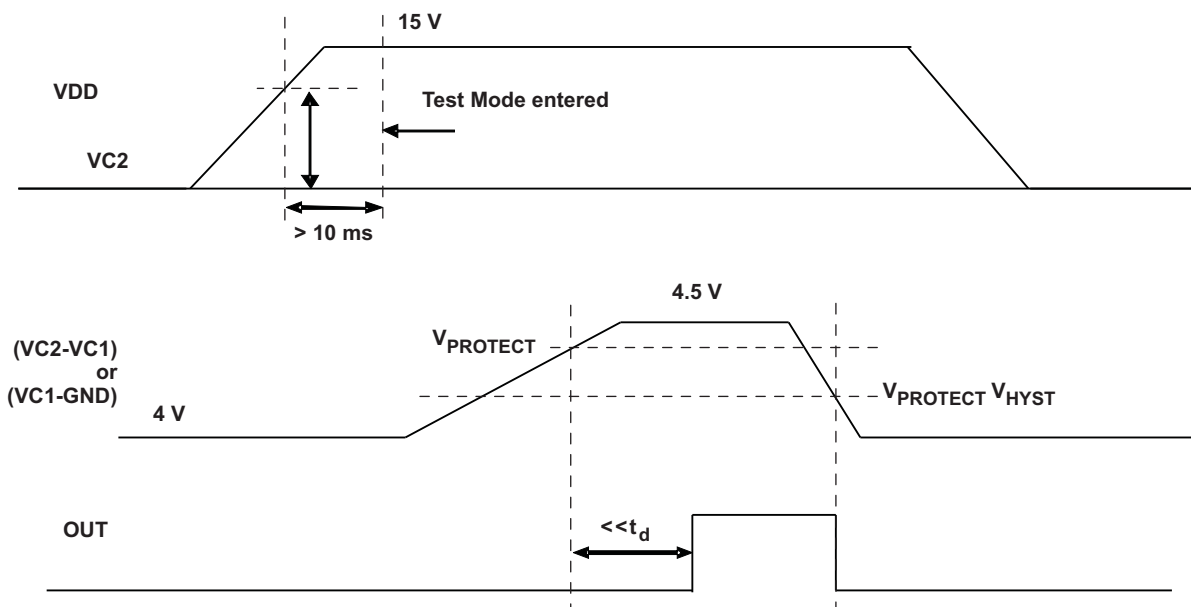 15 V
VDD
Test Mode entered
VC2
> 10 ms
4.5 V
(VC2-VC1)
or
(VC1-GND)
VPROTECT
VPROTECT VHYST
4 V
OUT
<<td